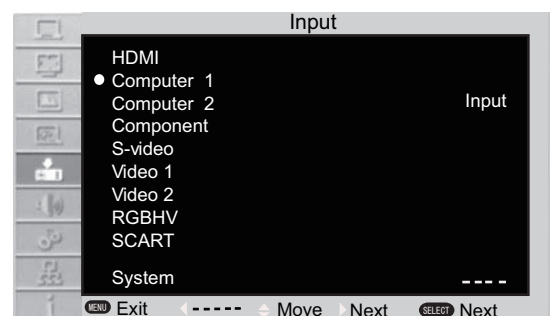 Input
HDMI
Computer 1
Computer 2 Input
Component
S-video
Video 1
Video 2
RGBHV
SCART
System ----
MENU Exit ----- Move Next SELECT Next